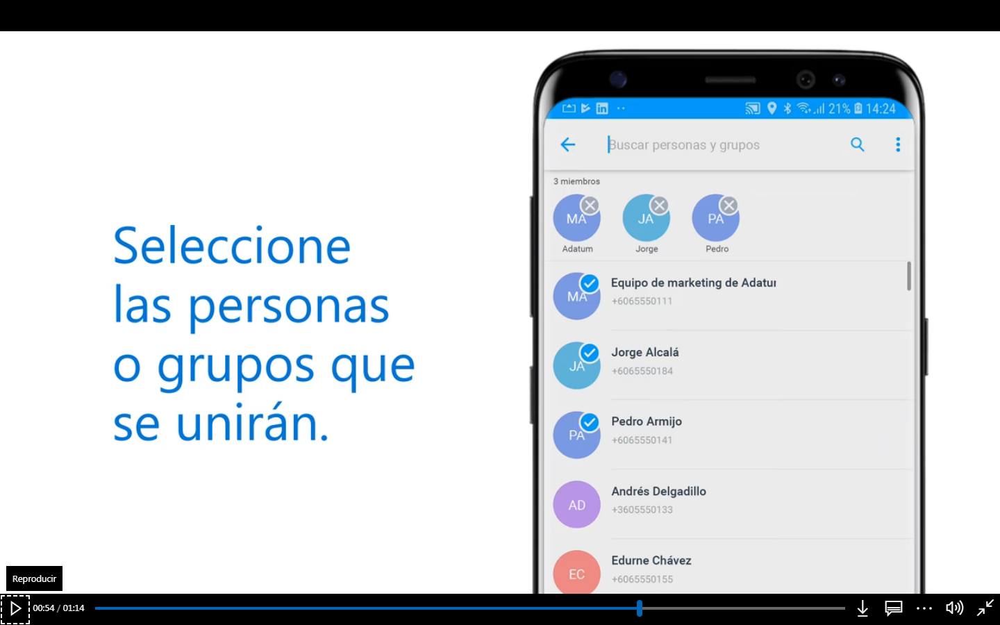 21% 14:24
Buscar personas y grupos
3 miembros
MA
JA
PA
Adatum
Jorge
Pedro
Seleccione
las personas
o grupos que
se unirán.
MA
Equipo de marketing de Adatur
+6065550111
JA
Jorge Alcalá
+6065550184
PA
Pedro Armijo
+6065550141
AD
Andrés Delgadillo
+3605550133
EC
Edurne Chávez
+6065550155
Reproducir
00:54 / 01:14